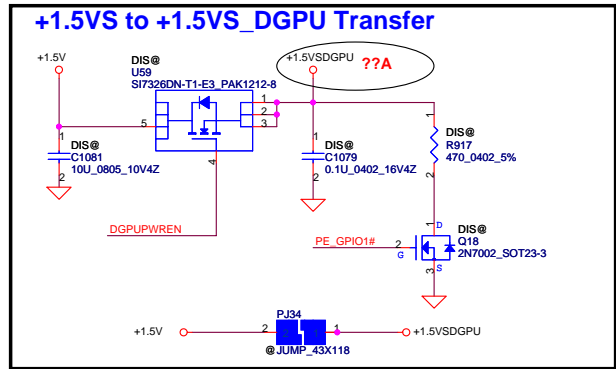 +1.5VS to +1.5VS_DGPU Transfer
+1.5V
DIS@
U59
SI7326DN-T1-E3_PAK1212-8
+1.5VSDGPU
??A
5
1
2
3
4
1
2
DIS@
C1081
10U_0805_10V4Z
1
2
DIS@
C1079
0.1U_0402_16V4Z
1
2
DIS@
R917
470_0402_5%
DGPUPWREN
PE_GPIO1#
2
G
1
D
3
S
DIS@
Q18
2N7002_SOT23-3
PJ34
+1.5V
2
2
1
1
+1.5VSDGPU
@JUMP_43X118